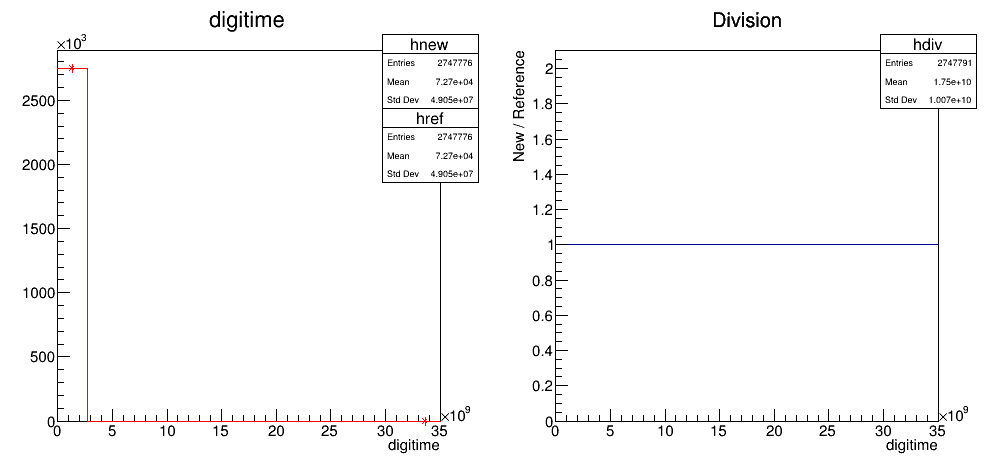 digitime
×10³
hnew
Entries 2747776
Mean 7.27e+04
Std Dev 4.905e+07
href
Entries 2747776
Mean 7.27e+04
Std Dev 4.905e+07
2500
2000
1500
1000
500
0
0 5 10 15 20 25 30 35
×10⁹
digitime
Division
hdiv
Entries 2747791
Mean 1.75e+10
Std Dev 1.007e+10
New / Reference
2
1.8
1.6
1.4
1.2
1
0.8
0.6
0.4
0.2
0
0 5 10 15 20 25 30 35
×10⁹
digitime